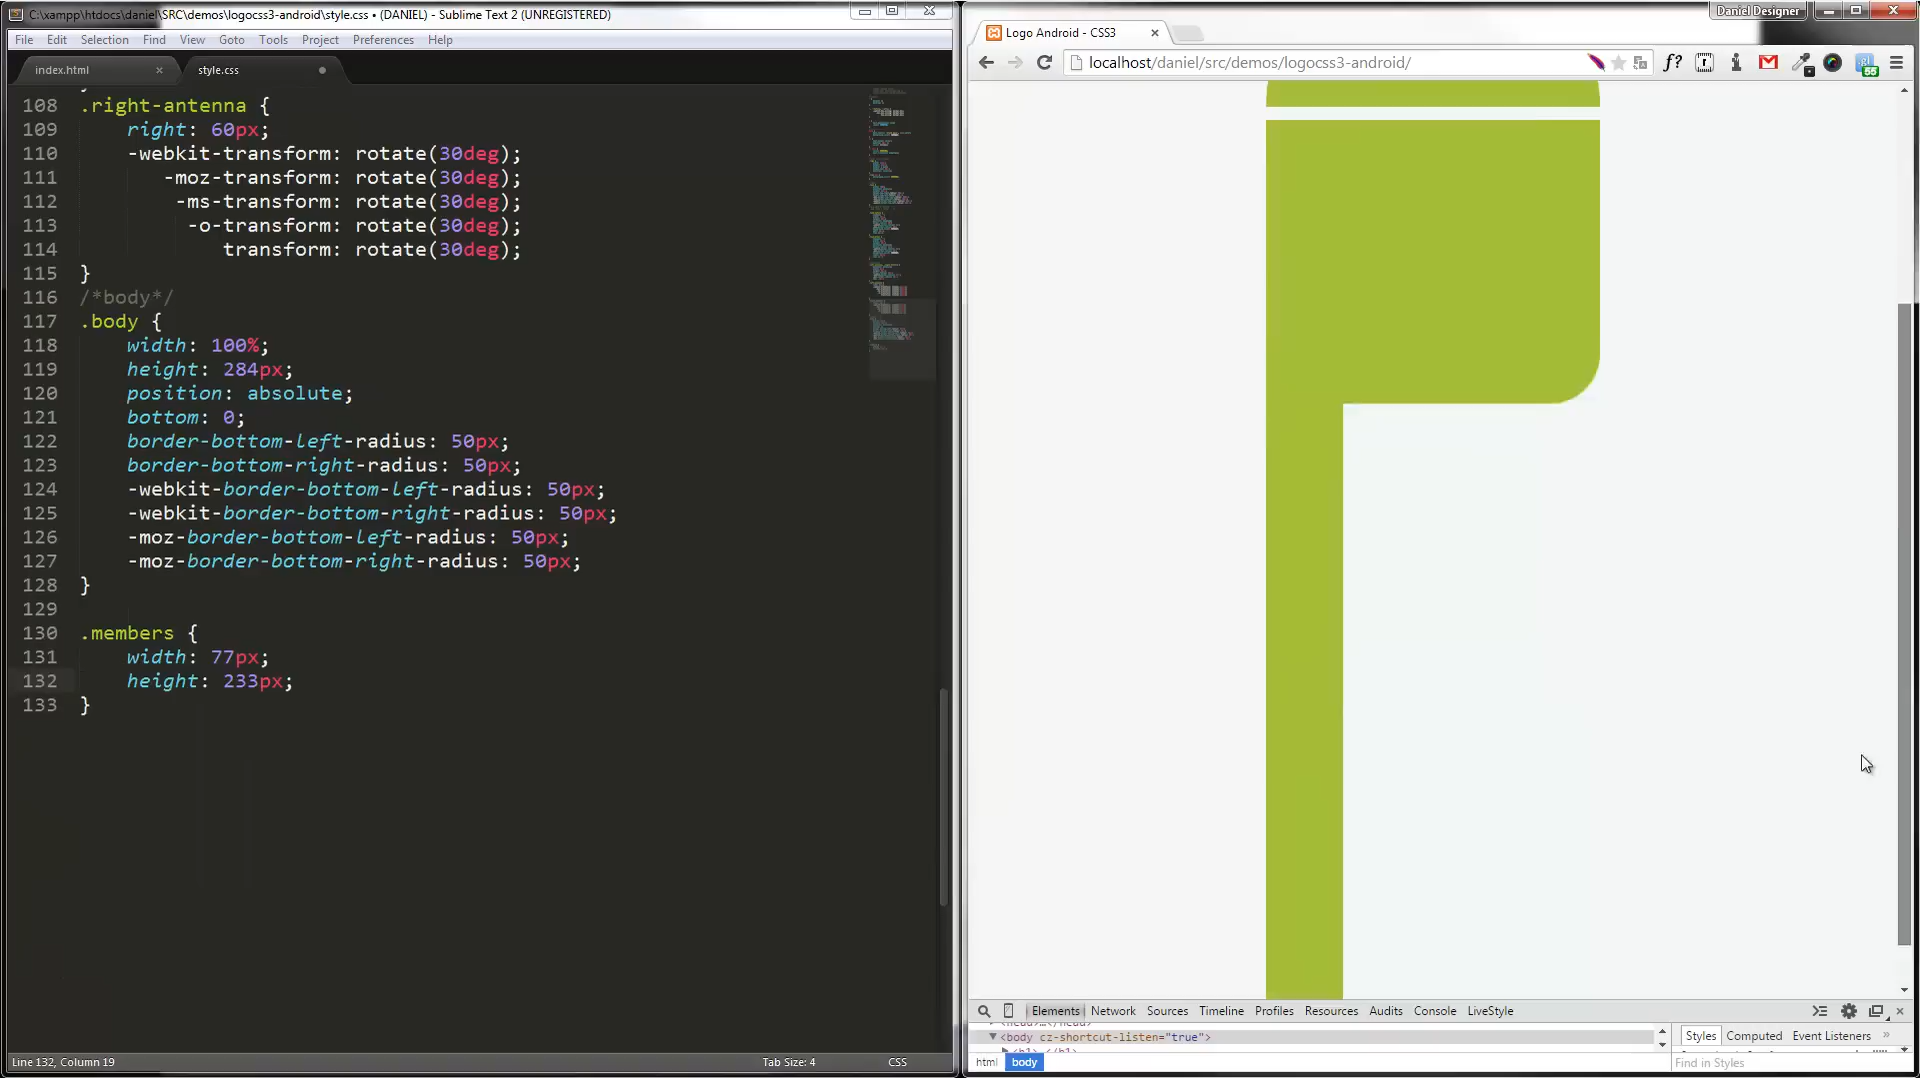 C:\xampp\htdocs\daniel\SRC\demos\logocss3-android\style.css • (DANIEL) - Sublime Text 2 (UNREGISTERED)
File Edit Selection Find View Goto Tools Project Preferences Help
index.html × style.css
108 .right-antenna {
109 right: 60px;
110 -webkit-transform: rotate(30deg);
111 -moz-transform: rotate(30deg);
112 -ms-transform: rotate(30deg);
113 -o-transform: rotate(30deg);
114 transform: rotate(30deg);
115 }
116 /*body*/
117 .body {
118 width: 100%;
119 height: 284px;
120 position: absolute;
121 bottom: 0;
122 border-bottom-left-radius: 50px;
123 border-bottom-right-radius: 50px;
124 -webkit-border-bottom-left-radius: 50px;
125 -webkit-border-bottom-right-radius: 50px;
126 -moz-border-bottom-left-radius: 50px;
127 -moz-border-bottom-right-radius: 50px;
128 }
129
130 .members {
131 width: 77px;
132 height: 233px;
133 }
Line 132, Column 19 Tab Size: 4 CSS
Daniel Designer
Logo Android - CSS3 ×
localhost/daniel/src/demos/logocss3-android/ f? 55
Elements Network Sources Timeline Profiles Resources Audits Console LiveStyle
<body cz-shortcut-listen="true">
html body
Styles Computed Event Listeners »
Find in Styles